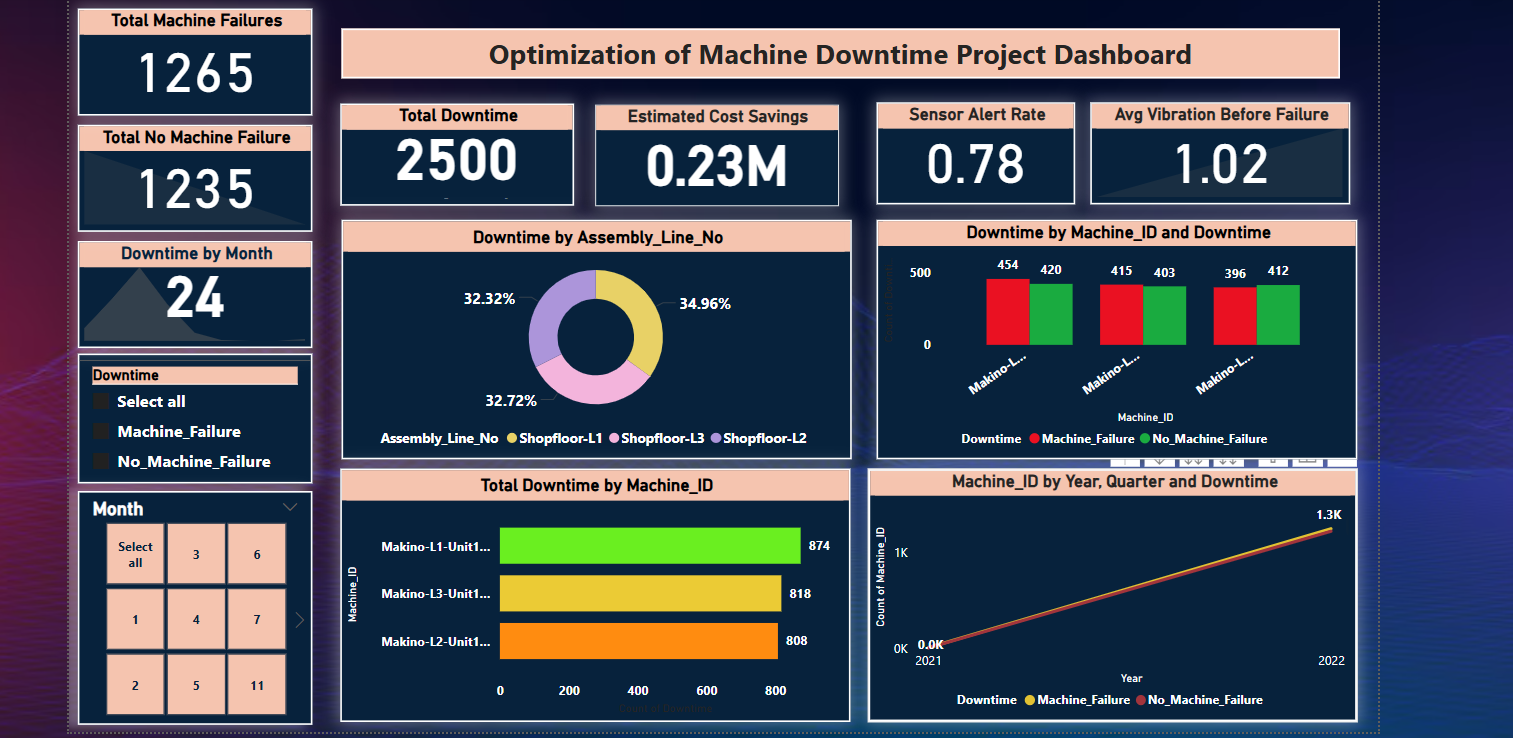 Total Machine Failures
1265
Total No Machine Failure
1235
Downtime by Month
24
Downtime
Select all
Machine_Failure
No_Machine_Failure
Month
Select all
3
6
1
4
7
2
5
11
Optimization of Machine Downtime Project Dashboard
Total Downtime
2500
Estimated Cost Savings
0.23M
Sensor Alert Rate
0.78
Avg Vibration Before Failure
1.02
Downtime by Assembly_Line_No
32.32%
34.96%
32.72%
Assembly_Line_No Shopfloor-L1 Shopfloor-L3 Shopfloor-L2
Downtime by Machine_ID and Downtime
500
0
454
420
415
403
396
412
Makino-L...
Makino-L...
Makino-L...
Machine_ID
Downtime Machine_Failure No_Machine_Failure
Total Downtime by Machine_ID
Machine_ID
Makino-L1-Unit1... 874
Makino-L3-Unit1... 818
Makino-L2-Unit1... 808
0 200 400 600 800
Count of Downtime
Machine_ID by Year, Quarter and Downtime
Count of Machine_ID
1.3K
1K
0K
0.0K
2021
2022
Year
Downtime Machine_Failure No_Machine_Failure